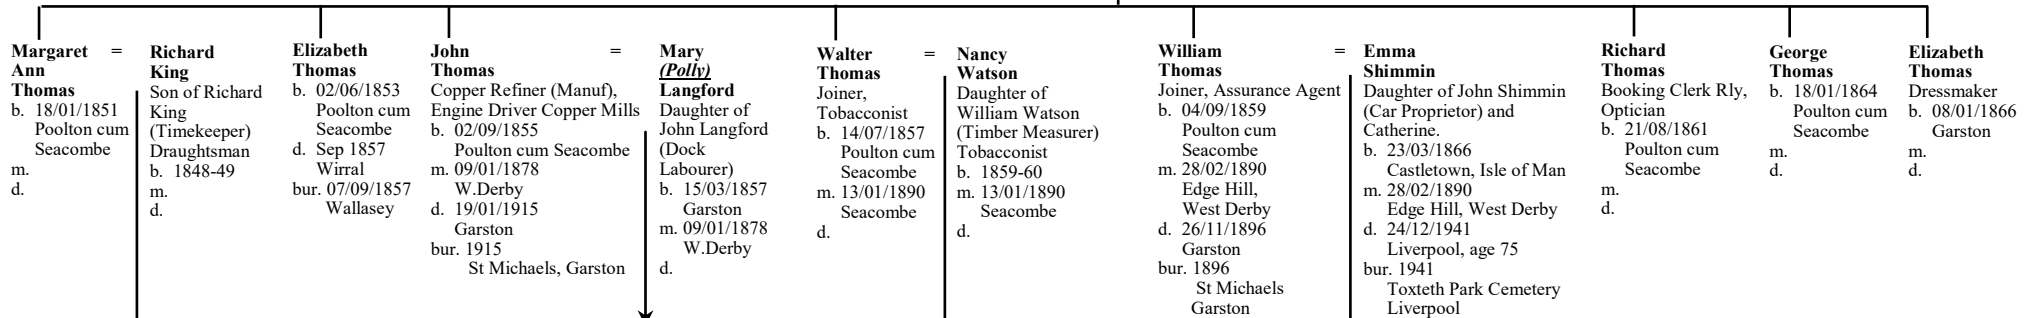 Margaret =
Ann
Thomas
b. 18/01/1851
Poolton cum
Seacombe
m.
d.
Richard
King
Son of Richard
King
(Timekeeper)
Draughtsman
b. 1848-49
m.
d.
Elizabeth
Thomas
b. 02/06/1853
Poolton cum
Seacombe
d. Sep 1857
Wirral
bur. 07/09/1857
Wallasey
John =
Thomas
Copper Refiner (Manuf),
Engine Driver Copper Mills
b. 02/09/1855
Poulton cum Seacombe
m. 09/01/1878
W.Derby
d. 19/01/1915
Garston
bur. 1915
St Michaels, Garston
Mary
(Polly)
Langford
Daughter of
John Langford
(Dock
Labourer)
b. 15/03/1857
Garston
m. 09/01/1878
W.Derby
d.
Walter =
Thomas
Joiner,
Tobacconist
b. 14/07/1857
Poulton cum
Seacombe
m. 13/01/1890
Seacombe
d.
Nancy
Watson
Daughter of
William Watson
(Timber Measurer)
Tobacconist
b. 1859-60
m. 13/01/1890
Seacombe
d.
William =
Thomas
Joiner, Assurance Agent
b. 04/09/1859
Poulton cum
Seacombe
m. 28/02/1890
Edge Hill,
West Derby
d. 26/11/1896
Garston
bur. 1896
St Michaels
Garston
Emma
Shimmin
Daughter of John Shimmin
(Car Proprietor) and
Catherine.
b. 23/03/1866
Castletown, Isle of Man
m. 28/02/1890
Edge Hill, West Derby
d. 24/12/1941
Liverpool, age 75
bur. 1941
Toxteth Park Cemetery
Liverpool
Richard
Thomas
Booking Clerk Rly,
Optician
b. 21/08/1861
Poulton cum
Seacombe
m.
d.
George
Thomas
b. 18/01/1864
Poulton cum
Seacombe
m.
d.
Elizabeth
Thomas
Dressmaker
b. 08/01/1866
Garston
m.
d.